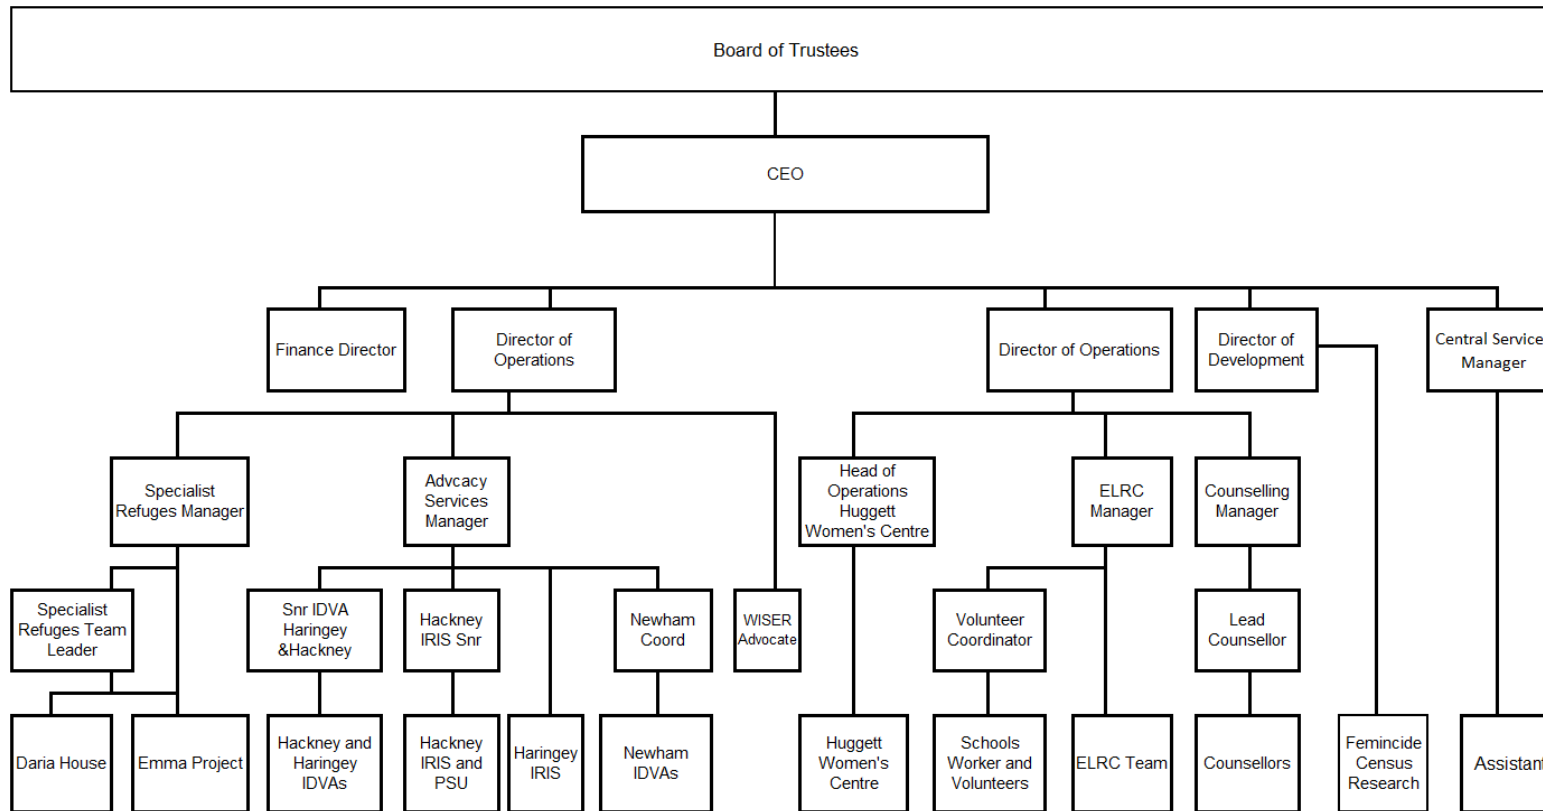 Board of Trustees
CEO
Finance Director
Director of
Operations
Director of Operations
Director of
Development
Central Service
Manager
Specialist
Refuges Manager
Advcacy
Services
Manager
Head of
Operations
Huggett
Women's Centre
ELRC
Manager
Counselling
Manager
Specialist
Refuges Team
Leader
Snr IDVA
Haringey
&Hackney
Hackney
IRIS Snr
Newham
Coord
WISER
Advocate
Volunteer
Coordinator
Lead
Counsellor
Daria House
Emma Project
Hackney and
Haringey
IDVAs
Hackney
IRIS and
PSU
Haringey
IRIS
Newham
IDVAs
Huggett
Women's
Centre
Schools
Worker and
Volunteers
ELRC Team
Counsellors
Femincide
Census
Research
Assistant